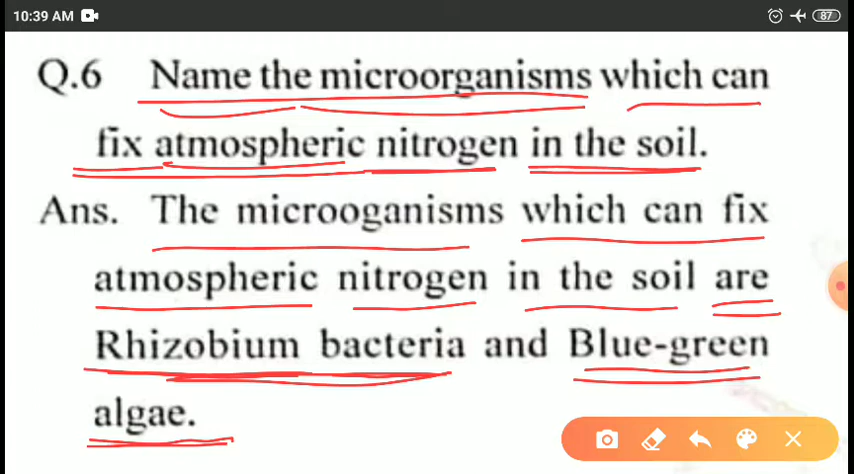 10:39 AM 87
Q.6 Name the microorganisms which can
fix atmospheric nitrogen in the soil.
Ans. The microoganisms which can fix
atmospheric nitrogen in the soil are
Rhizobium bacteria and Blue-green
algae.